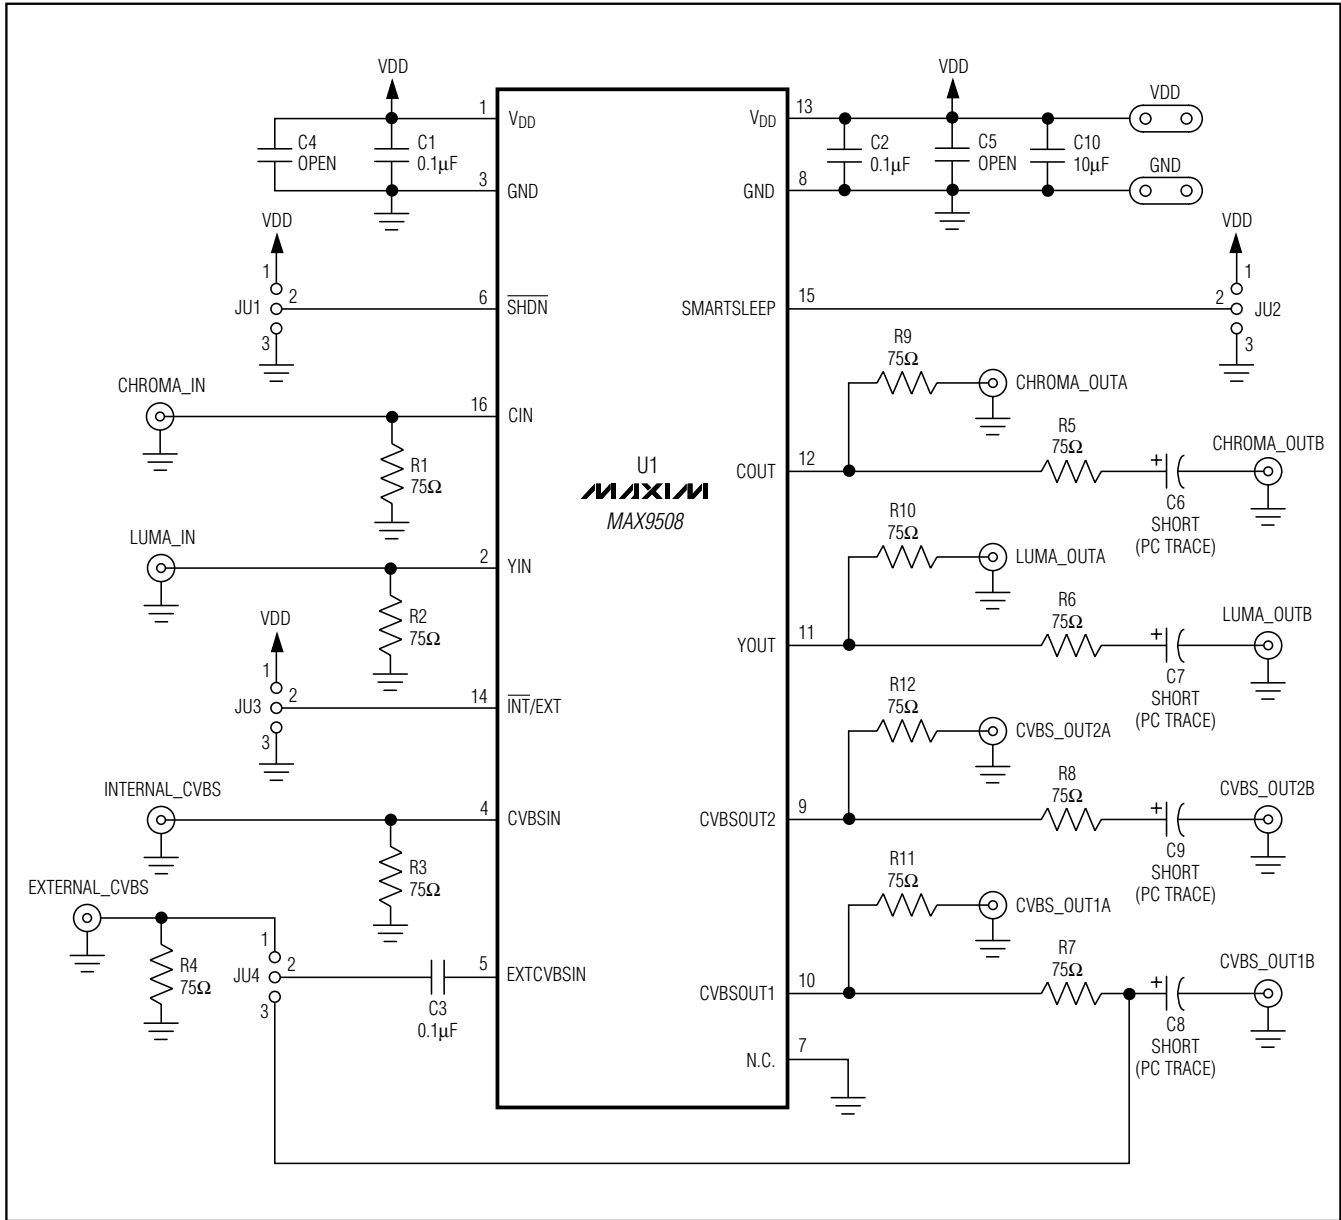 VDD
1
V_DD
C4
OPEN
C1
0.1µF
3
GND
VDD
1
2
JU1
3
6
S̅H̅D̅N̅
CHROMA_IN
16
CIN
R1
75Ω
LUMA_IN
2
YIN
R2
75Ω
VDD
1
2
JU3
3
14
I̅N̅T̅/EXT
INTERNAL_CVBS
4
CVBSIN
R3
75Ω
EXTERNAL_CVBS
R4
75Ω
1
2
JU4
3
C3
0.1µF
5
EXTCVBSIN
U1
MAXIM
MAX9508
VDD
13
V_DD
VDD
C2
0.1µF
C5
OPEN
C10
10µF
8
GND
GND
VDD
1
2
JU2
3
15
SMARTSLEEP
R9
75Ω
CHROMA_OUTA
12
COUT
R5
75Ω
+
C6
SHORT
(PC TRACE)
CHROMA_OUTB
R10
75Ω
LUMA_OUTA
11
YOUT
R6
75Ω
+
C7
SHORT
(PC TRACE)
LUMA_OUTB
R12
75Ω
CVBS_OUT2A
9
CVBSOUT2
R8
75Ω
+
C9
SHORT
(PC TRACE)
CVBS_OUT2B
R11
75Ω
CVBS_OUT1A
10
CVBSOUT1
R7
75Ω
+
C8
SHORT
(PC TRACE)
CVBS_OUT1B
7
N.C.